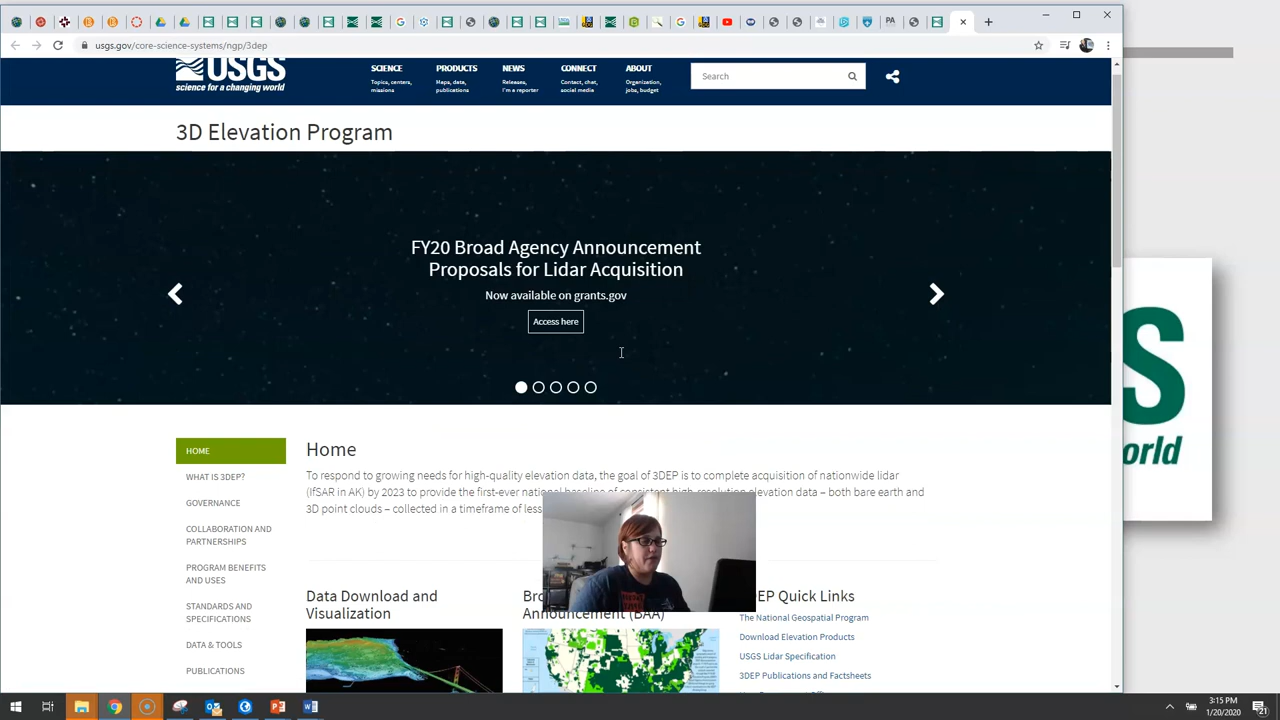 usgs.gov/core-science-systems/ngp/3dep
USGS
science for a changing world
SCIENCE
Topics, centers,
missions
PRODUCTS
Maps, data,
publications
NEWS
Releases,
I'm a reporter
CONNECT
Contact, chat,
social media
ABOUT
Organization,
jobs, budget
Search
3D Elevation Program
FY20 Broad Agency Announcement
Proposals for Lidar Acquisition
Now available on grants.gov
Access here
S
orld
HOME
WHAT IS 3DEP?
GOVERNANCE
COLLABORATION AND
PARTNERSHIPS
PROGRAM BENEFITS
AND USES
STANDARDS AND
SPECIFICATIONS
DATA & TOOLS
PUBLICATIONS
Home
To respond to growing needs for high-quality elevation data, the goal of 3DEP is to complete acquisition of nationwide lidar
(IfSAR in AK) by 2023 to provide the first-ever national baseline of consistent high-resolution elevation data – both bare earth and
3D point clouds – collected in a timeframe of less
Data Download and
Visualization
Announcement (BAA)
EP Quick Links
The National Geospatial Program
Download Elevation Products
USGS Lidar Specification
3DEP Publications and Factsheets
3:15 PM
1/20/2020
21